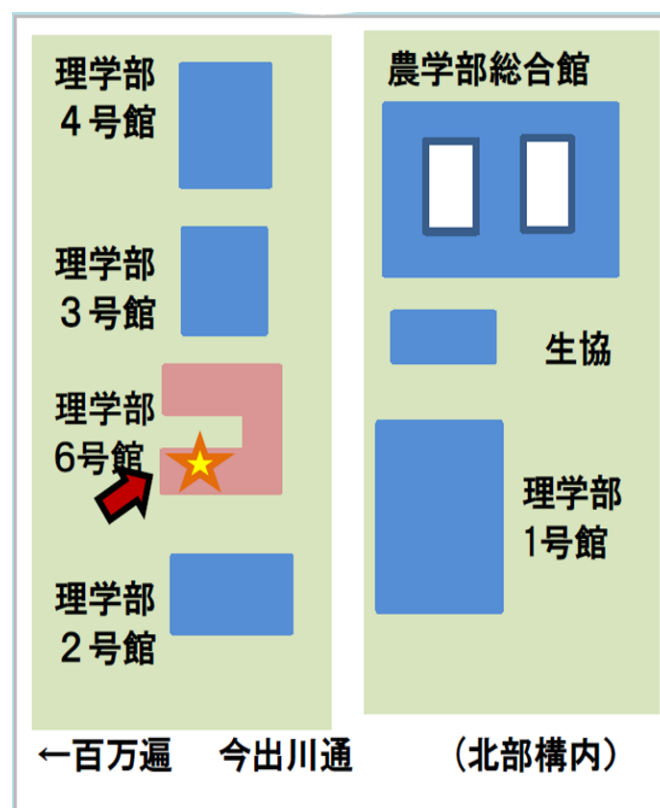 理学部
４号館
農学部総合館
理学部
３号館
生協
理学部
6号館
理学部
1号館
理学部
２号館
←百万遍　今出川通　（北部構内）